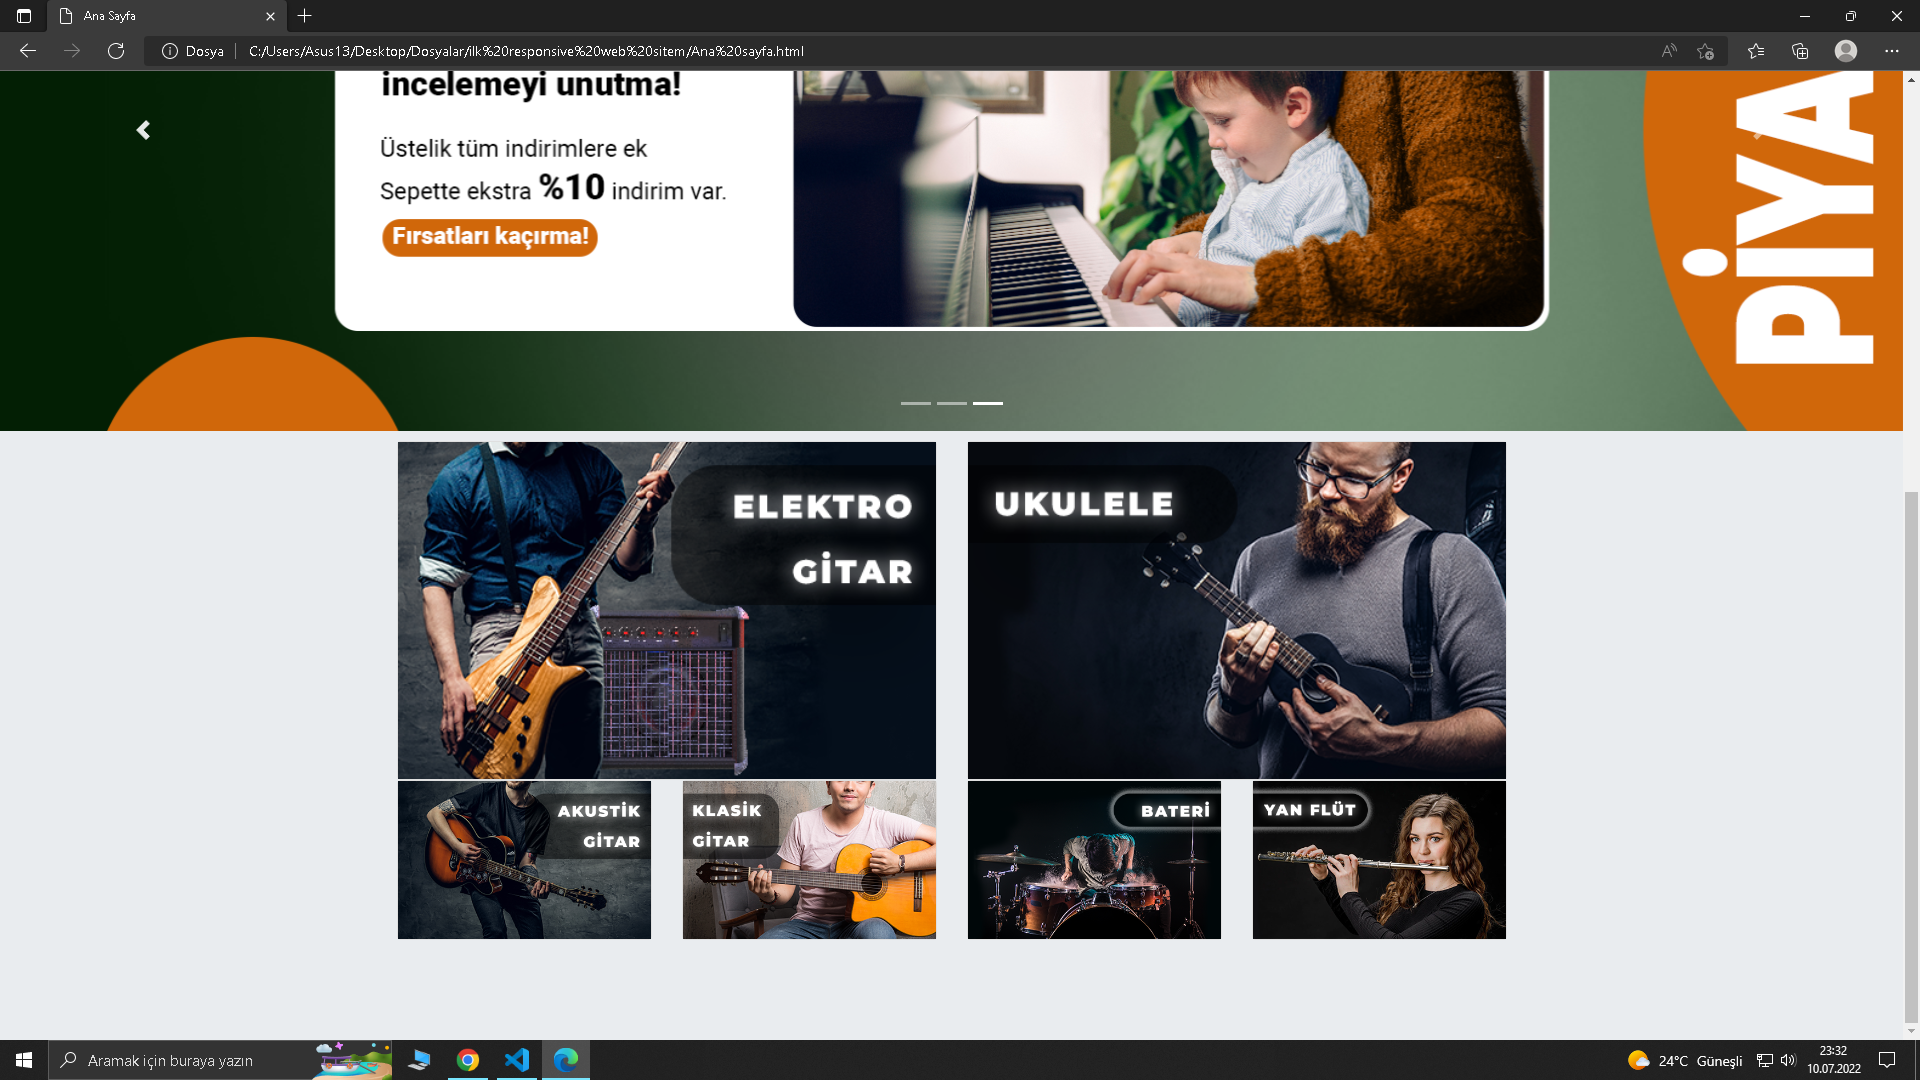 Ana Sayfa
Dosya
C:/Users/Asus13/Desktop/Dosyalar/ilk%20responsive%20web%20sitem/Ana%20sayfa.html
incelemeyi unutma!
Üstelik tüm indirimlere ek
Sepette ekstra %10 indirim var.
Fırsatları kaçırma!
PİYA
ELEKTRO
GİTAR
UKULELE
AKUSTİK
GİTAR
KLASİK
GİTAR
BATERİ
YAN FLÜT
Aramak için buraya yazın
24°C Güneşli
23:32
10.07.2022